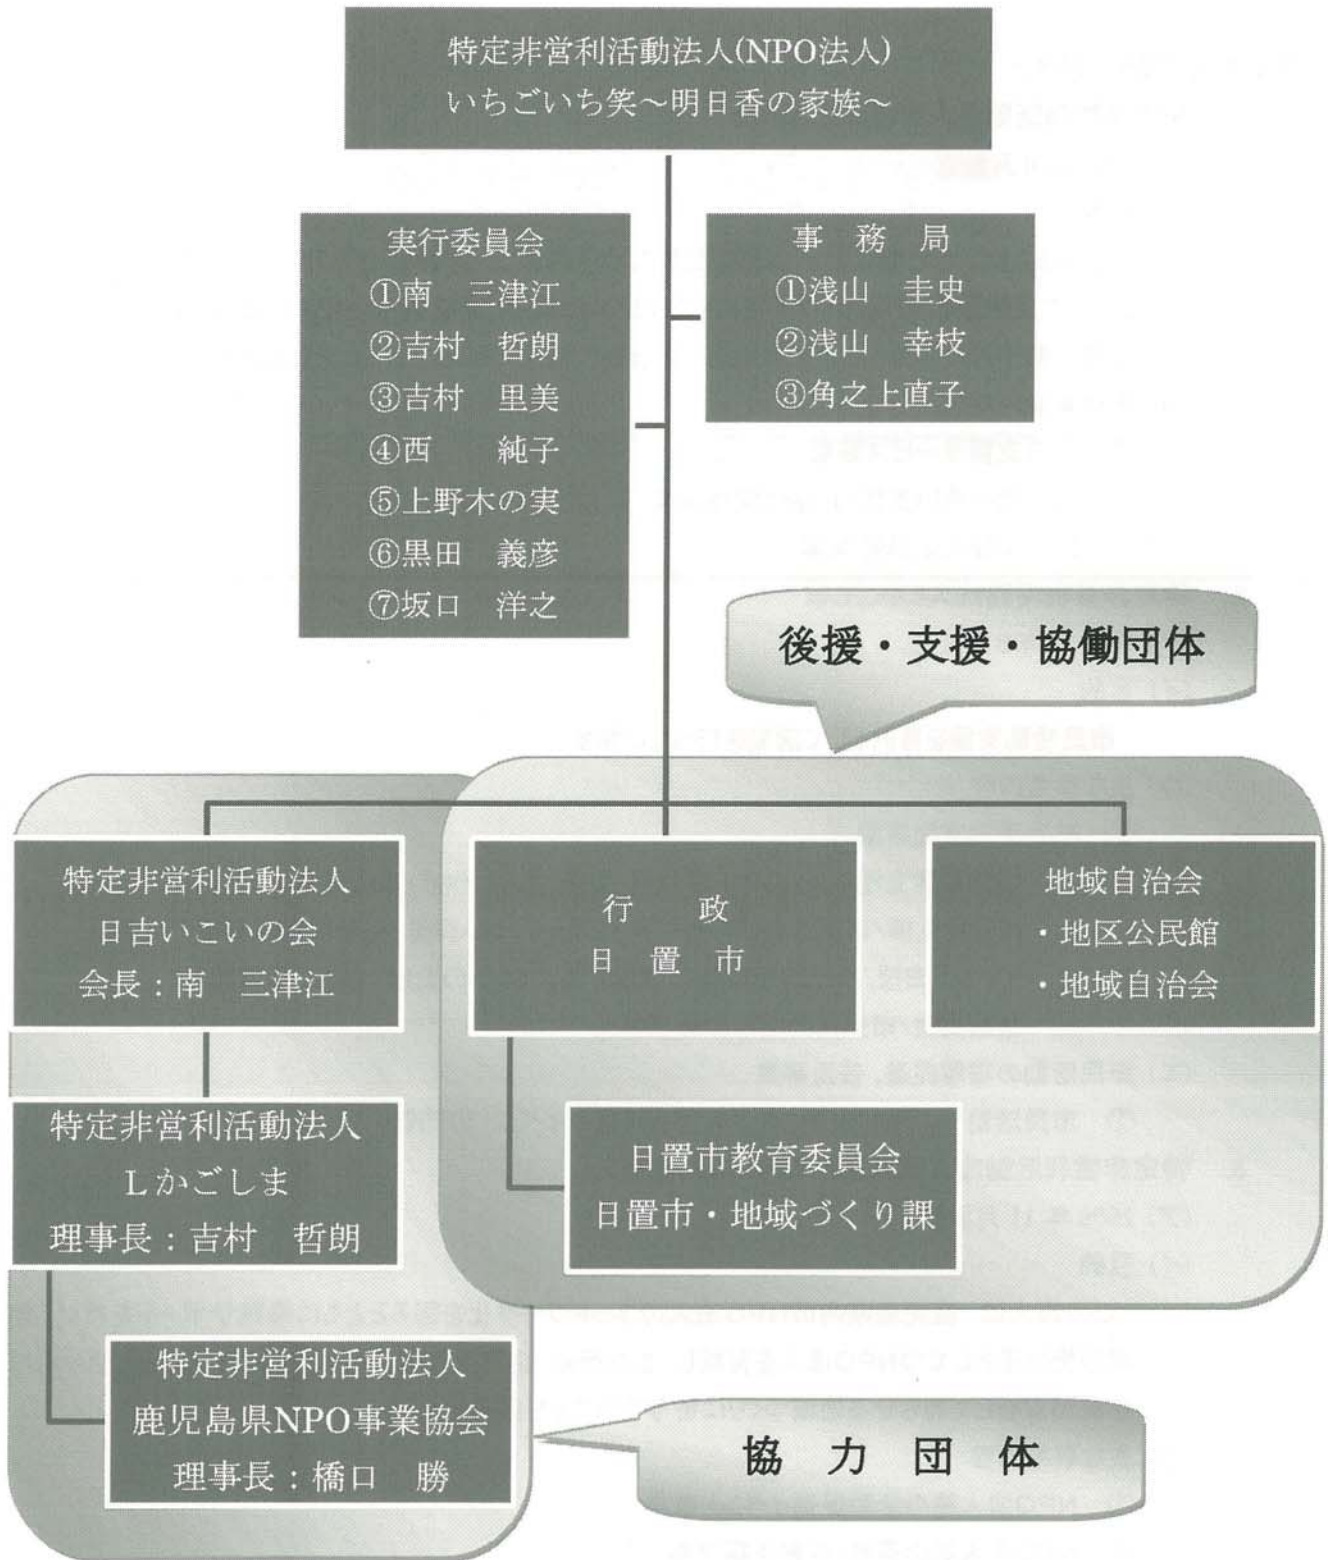 特定非営利活動法人(NPO法人)
いちごいち笑～明日香の家族～
実行委員会
①南　三津江
②吉村　哲朗
③吉村　里美
④西　　純子
⑤上野木の実
⑥黒田　義彦
⑦坂口　洋之
事　務　局
①浅山　圭史
②浅山　幸枝
③角之上直子
後援・支援・協働団体
特定非営利活動法人
日吉いこいの会
会長：南　三津江
行　　政
日　置　市
地域自治会
・地区公民館
・地域自治会
特定非営利活動法人
Lかごしま
理事長：吉村　哲朗
日置市教育委員会
日置市・地域づくり課
特定非営利活動法人
鹿児島県NPO事業協会
理事長：橋口　勝
協　力　団　体